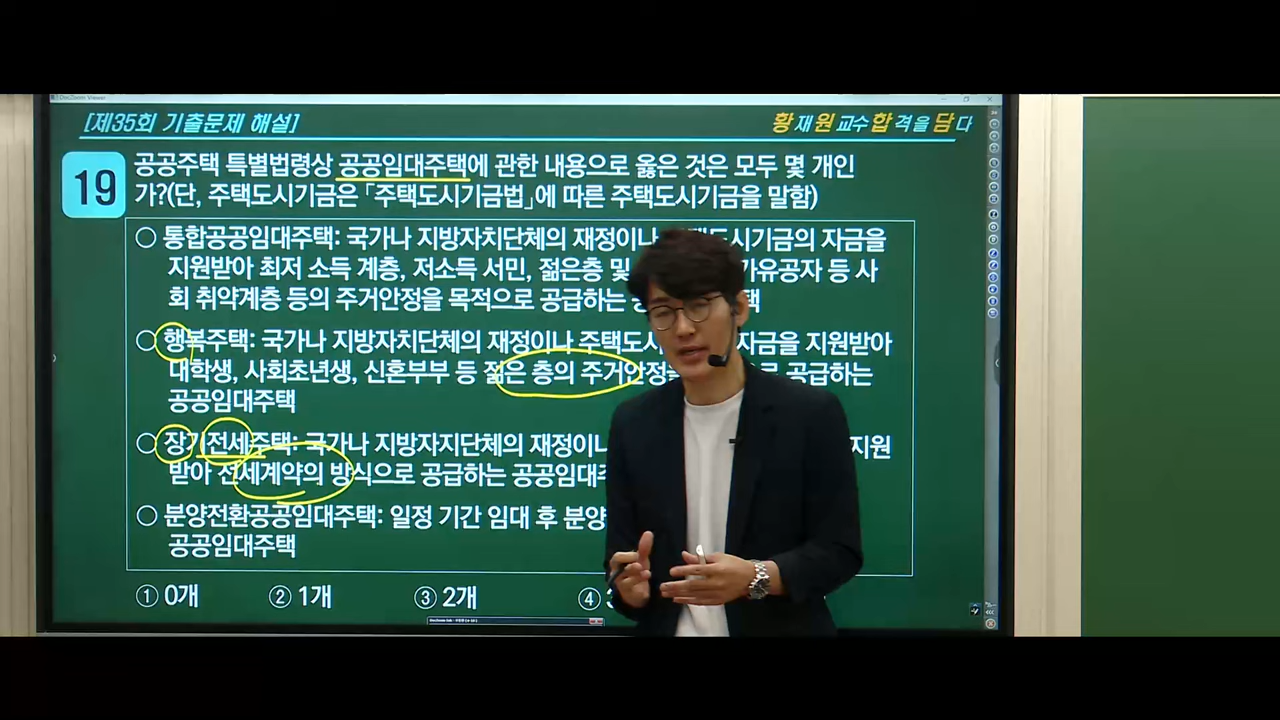 [제35회 기출문제 해설]
황재원교수합격을담다
19
공공주택 특별법령상 공공임대주택에 관한 내용으로 옳은 것은 모두 몇 개인
가?(단, 주택도시기금은 「주택도시기금법」에 따른 주택도시기금을 말함)
○ 통합공공임대주택: 국가나 지방자치단체의 재정이나 도시기금의 자금을
지원받아 최저 소득 계층, 저소득 서민, 젊은층 및 가유공자 등 사
회 취약계층 등의 주거안정을 목적으로 공급하는
○ 행복주택: 국가나 지방자치단체의 재정이나 주택도 자금을 지원받아
대학생, 사회초년생, 신혼부부 등 젊은 층의 주거안정을 공급하는
공공임대주택
○ 장기전세주택: 국가나 지방자지단체의 재정이나 지원
받아 전세계약의 방식으로 공급하는 공공임대
○ 분양전환공공임대주택: 일정 기간 임대 후 분양
공공임대주택
① 0개 ② 1개 ③ 2개 ④